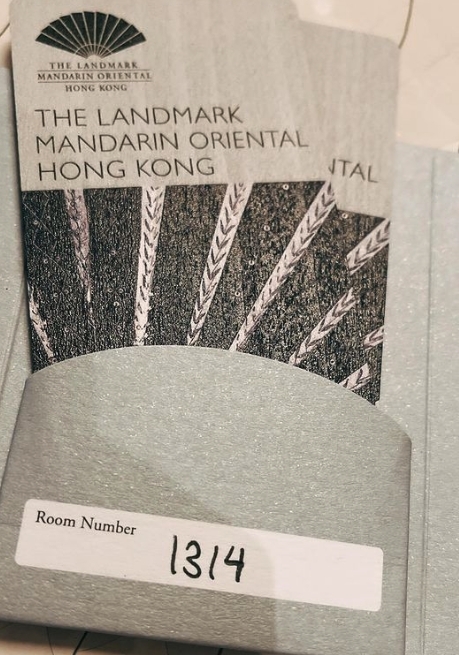 THE LANDMARK
MANDARIN ORIENTAL
HONG KONG
THE LANDMARK
MANDARIN ORIENTAL
HONG KONG
NTAL
Room Number
1314